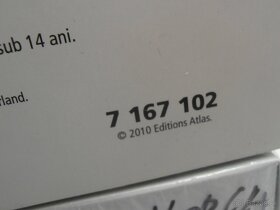 sub 14 ani.
rland.
7 167 102
© 2010 Editions Atlas.